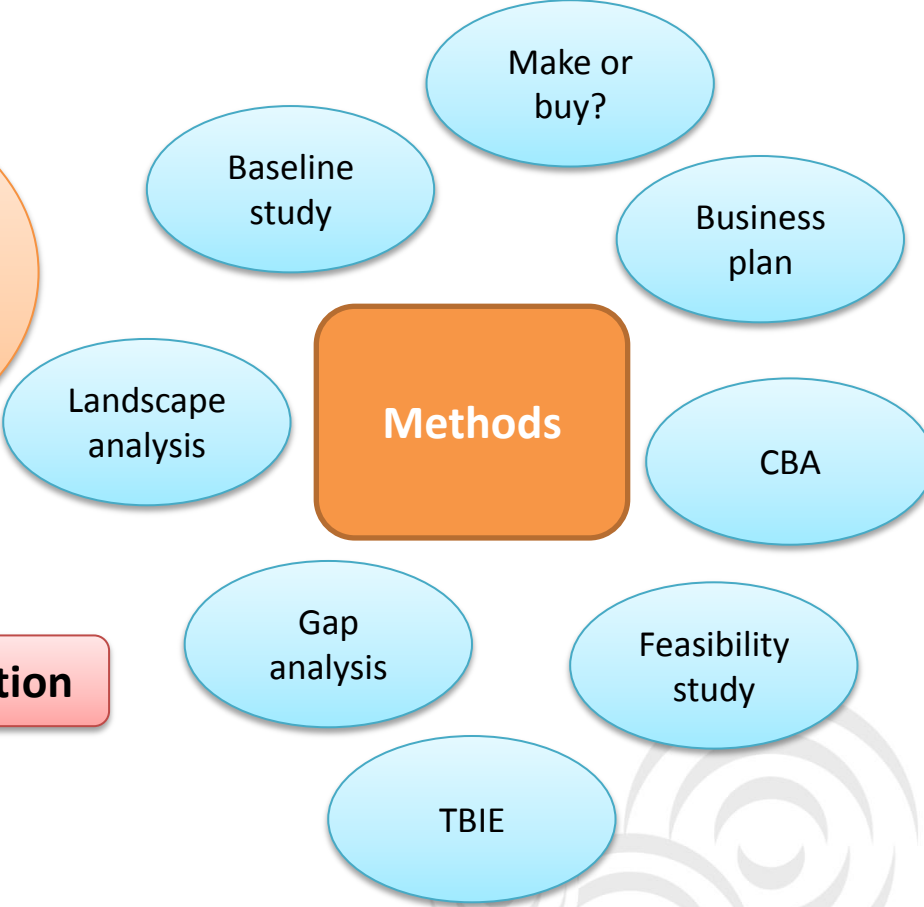 Make or
buy?
Baseline
study
Business
plan
Landscape
analysis
Methods
CBA
Gap
analysis
Feasibility
study
tion
TBIE